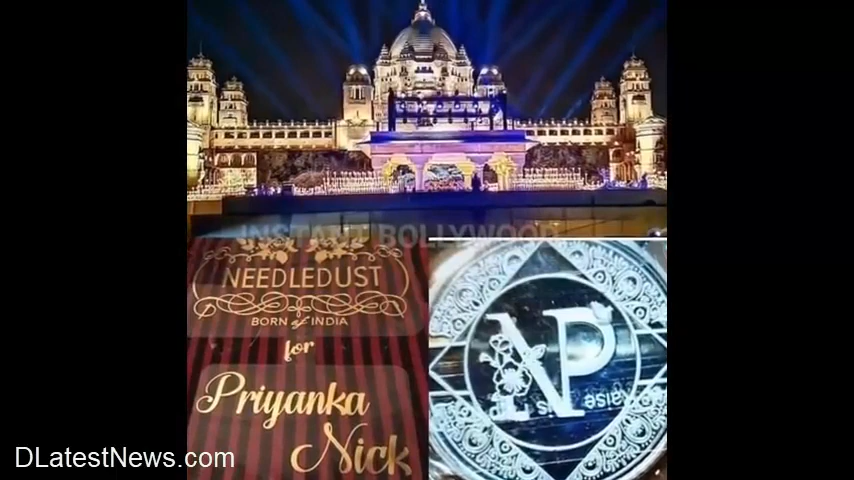 INSTANT BOLLYWOOD
NEEDLEDUST
BORN of INDIA
for
Priyanka
Nick
NP
DLatestNews.com